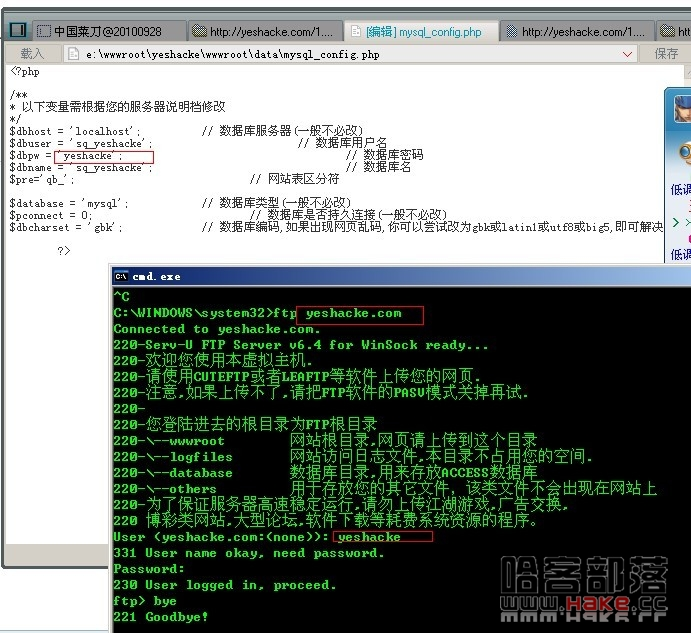 中国菜刀@20100928
http://yeshacke.com/1....
[编辑] mysql_config.php
http://yeshacke.com/1....
htt
载入
e:\wwwroot\yeshacke\wwwroot\data\mysql_config.php
保存
<?php
/**
* 以下变量需根据您的服务器说明档修改
*/
$dbhost = 'localhost'; // 数据库服务器(一般不必改)
$dbuser = 'sq_yeshacke'; // 数据库用户名
$dbpw = 'yeshacke'; // 数据库密码
$dbname = 'sq_yeshacke'; // 数据库名
$pre='qb_'; // 网站表区分符
$database = 'mysql'; // 数据库类型(一般不必改)
$pconnect = 0; // 数据库是否持久连接(一般不必改)
$dbcharset = 'gbk'; // 数据库编码,如果出现网页乱码,你可以尝试改为gbk或latin1或utf8或big5,即可解决
?>
低调
低调
cmd.exe
^C
C:\WINDOWS\system32>ftp yeshacke.com
Connected to yeshacke.com.
220-Serv-U FTP Server v6.4 for WinSock ready...
220-欢迎您使用本虚拟主机.
220-请使用CUTEFTP或者LEAFTP等软件上传您的网页.
220-注意,如果上传不了,请把FTP软件的PASV模式关掉再试.
220-
220-您登陆进去的根目录为FTP根目录
220-\--wwwroot 网站根目录,网页请上传到这个目录
220-\--logfiles 网站访问日志文件,本目录不占用您的空间.
220-\--database 数据库目录,用来存放ACCESS数据库
220-\--others 用于存放您的其它文件，该类文件不会出现在网站上
220-为了保证服务器高速稳定运行,请勿上传江湖游戏,广告交换,
220 博彩类网站,大型论坛,软件下载等耗费系统资源的程序。
User (yeshacke.com:(none)): yeshacke
331 User name okay, need password.
Password:
230 User logged in, proceed.
ftp> bye
221 Goodbye!
哈客部落
www.Hake.cc